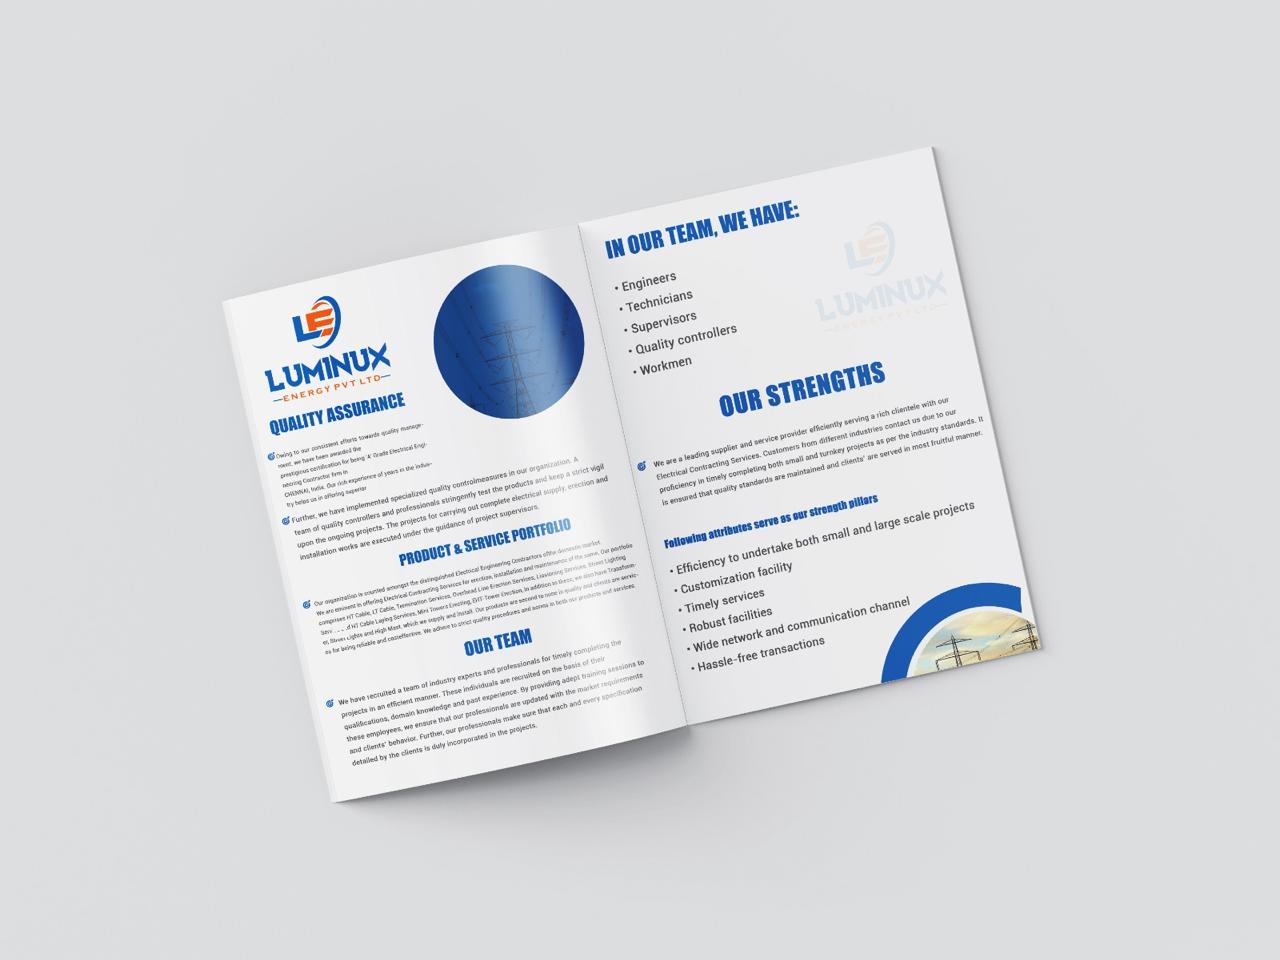 LE
LUMINUX
ENERGY PVT LTD
QUALITY ASSURANCE
Owing to our consistent efforts towards quality manage-
ment, we have been awarded the
prestigious certification for being 'A' Grade Electrical Engi-
neering Contractor firm in
CHENNAI, India. Our rich experience of years in the indus-
try helps us in offering superior
Further, we have implemented specialized quality controlmeasures in our organization. A
team of quality controllers and professionals stringently test the products and keep a strict vigil
upon the ongoing projects. The projects for carrying out complete electrical supply, erection and
installation works are executed under the guidance of project supervisors.
PRODUCT & SERVICE PORTFOLIO
Our organization is counted amongst the distinguished Electrical Engineering Contractors ofthe domestic market.
We are eminent in offering Electrical Contracting Services for erection, installation and maintenance of the same. Our portfolio
comprises HT Cable, LT Cable, Termination Services, Overhead Line Erection Services, Liasioning Services, Street Lighting
HT Cable Laying Services, Mini Towers Erecting, EHT-Tower Erection. In addition to these, we also have Transform-
er, Street Lights and High Mast, which we supply and install. Our products are second to none in quality and clients are servic-
es for being reliable and costeffective. We adhere to strict quality procedures and norms in both our products and services.
OUR TEAM
We have recruited a team of industry experts and professionals for timely completing the
projects in an efficient manner. These individuals are recruited on the basis of their
qualifications, domain knowledge and past experience. By providing adept training sessions to
these employees, we ensure that our professionals are updated with the market requirements
and clients' behavior. Further, our professionals make sure that each and every specification
detailed by the clients is duly incorporated in the projects.
IN OUR TEAM, WE HAVE:
• Engineers
• Technicians
• Supervisors
• Quality controllers
• Workmen
LE
LUMINUX
ENERGY PVT LTD
OUR STRENGTHS
We are a leading supplier and service provider efficiently serving a rich clientele with our
Electrical Contracting Services. Customers from different industries contact us due to our
proficiency in timely completing both small and turnkey projects as per the industry standards. It
is ensured that quality standards are maintained and clients' are served in most fruitful manner.
Following attributes serve as our strength pillars
• Efficiency to undertake both small and large scale projects
• Customization facility
• Timely services
• Robust facilities
• Wide network and communication channel
• Hassle-free transactions